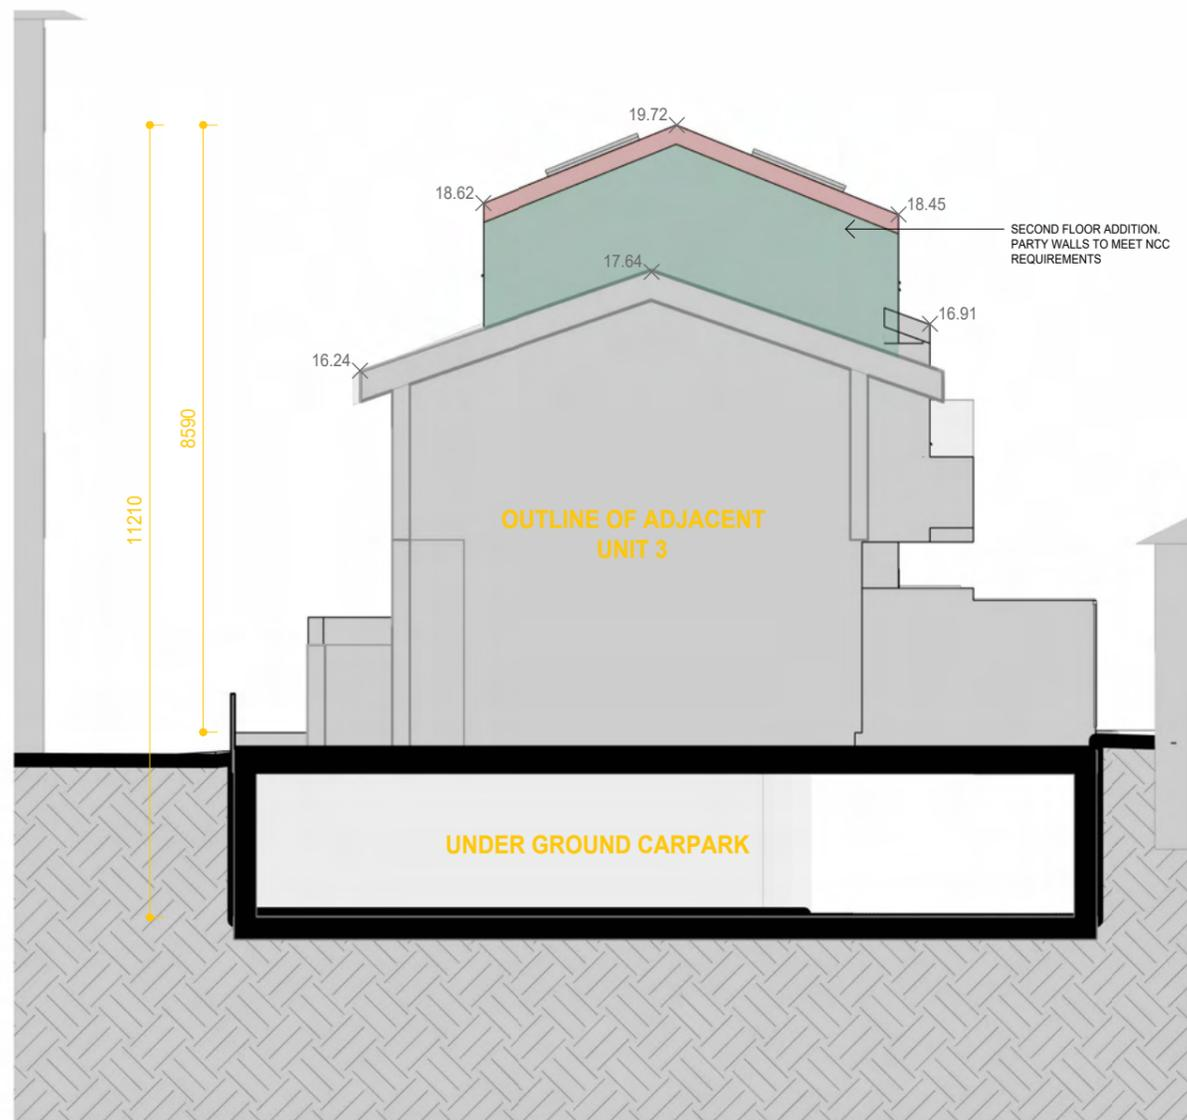 19.72
18.62
18.45
SECOND FLOOR ADDITION.
PARTY WALLS TO MEET NCC
REQUIREMENTS
17.64
16.91
16.24
8590
11210
OUTLINE OF ADJACENT
UNIT 3
UNDER GROUND CARPARK